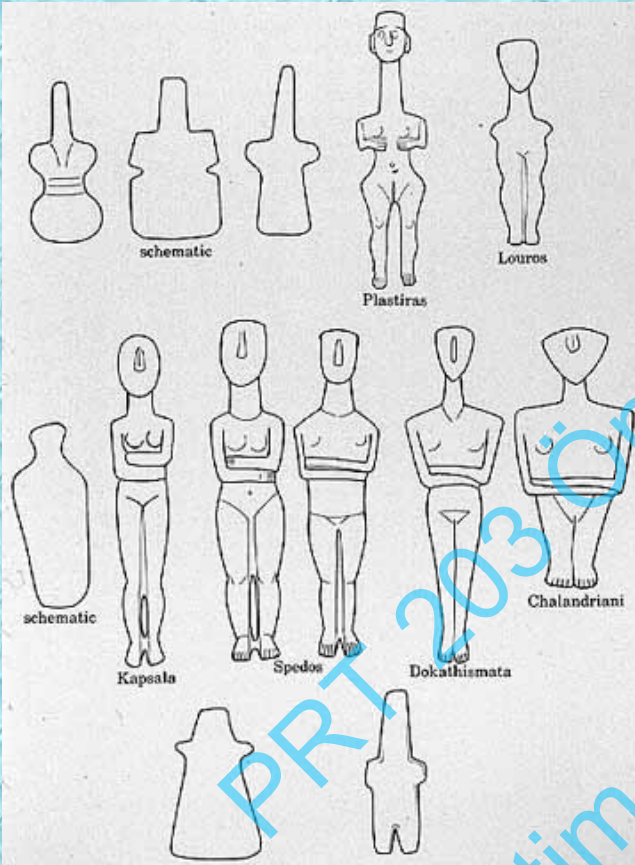 schematic
Plastiras
Louros
schematic
Kapsala
Spedos
Dokathismata
Chalandriani
PRT 203